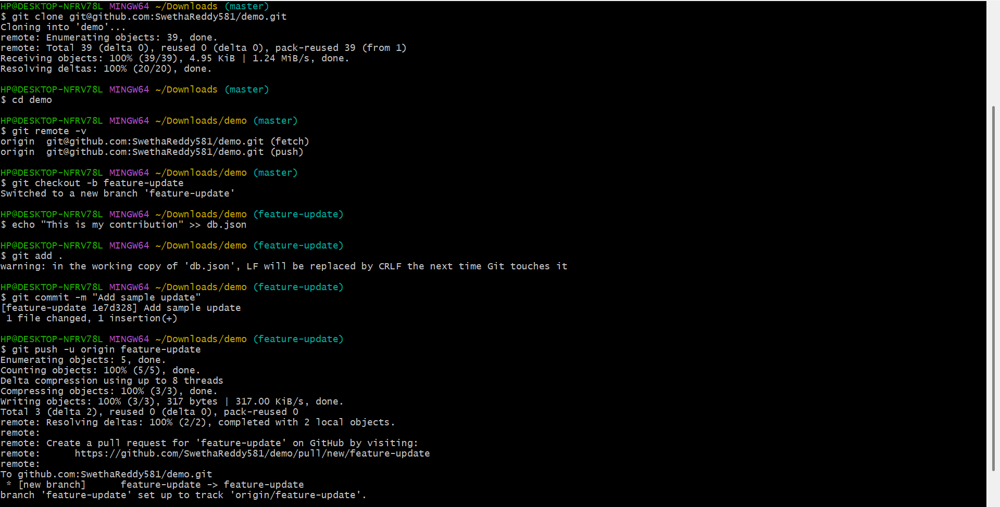 HP@DESKTOP-NFRV78L MINGW64 ~/Downloads (master)
$ git clone git@github.com:SwethaReddy581/demo.git
Cloning into 'demo'...
remote: Enumerating objects: 39, done.
remote: Total 39 (delta 0), reused 0 (delta 0), pack-reused 39 (from 1)
Receiving objects: 100% (39/39), 4.95 KiB | 1.24 MiB/s, done.
Resolving deltas: 100% (20/20), done.
HP@DESKTOP-NFRV78L MINGW64 ~/Downloads (master)
$ cd demo
HP@DESKTOP-NFRV78L MINGW64 ~/Downloads/demo (master)
$ git remote -v
origin  git@github.com:SwethaReddy581/demo.git (fetch)
origin  git@github.com:SwethaReddy581/demo.git (push)
HP@DESKTOP-NFRV78L MINGW64 ~/Downloads/demo (master)
$ git checkout -b feature-update
Switched to a new branch 'feature-update'
HP@DESKTOP-NFRV78L MINGW64 ~/Downloads/demo (feature-update)
$ echo "This is my contribution" >> db.json
HP@DESKTOP-NFRV78L MINGW64 ~/Downloads/demo (feature-update)
$ git add .
warning: in the working copy of 'db.json', LF will be replaced by CRLF the next time Git touches it
HP@DESKTOP-NFRV78L MINGW64 ~/Downloads/demo (feature-update)
$ git commit -m "Add sample update"
[feature-update 1e7d328] Add sample update
 1 file changed, 1 insertion(+)
HP@DESKTOP-NFRV78L MINGW64 ~/Downloads/demo (feature-update)
$ git push -u origin feature-update
Enumerating objects: 5, done.
Counting objects: 100% (5/5), done.
Delta compression using up to 8 threads
Compressing objects: 100% (3/3), done.
Writing objects: 100% (3/3), 317 bytes | 317.00 KiB/s, done.
Total 3 (delta 2), reused 0 (delta 0), pack-reused 0
remote: Resolving deltas: 100% (2/2), completed with 2 local objects.
remote:
remote: Create a pull request for 'feature-update' on GitHub by visiting:
remote:      https://github.com/SwethaReddy581/demo/pull/new/feature-update
remote:
To github.com:SwethaReddy581/demo.git
 * [new branch]      feature-update -> feature-update
branch 'feature-update' set up to track 'origin/feature-update'.